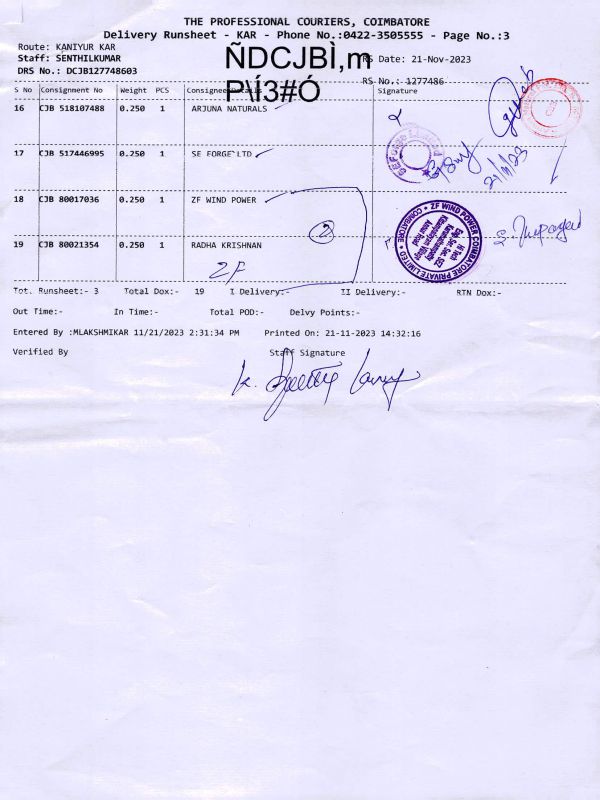 THE PROFESSIONAL COURIERS, COIMBATORE
Delivery Runsheet - KAR - Phone No.:0422-3505555 - Page No.:3
Route: KANIYUR KAR
Staff: SENTHILKUMAR
RS Date: 21-Nov-2023
DRS No.: DCJB127748603
ÑDCJBÌ,m
P\Í3#Ó
RS No.: 1277486
S No Consignment No Weight PCS Consignee Details Signature
16 CJB 518107488 0.250 1 ARJUNA NATURALS
17 CJB 517446995 0.250 1 SE FORGE LTD
21/11/23
18 CJB 80017036 0.250 1 ZF WIND POWER
2
ZF WIND POWER COIMBATORE PRIVATE LIMITED COIMBATORE
19 CJB 80021354 0.250 1 RADHA KRISHNAN
ZF
Tot. Runsheet:- 3 Total Dox:- 19 I Delivery:- II Delivery:- RTN Dox:-
Out Time:- In Time:- Total POD:- Delvy Points:-
Entered By :MLAKSHMIKAR 11/21/2023 2:31:34 PM Printed On: 21-11-2023 14:32:16
Verified By Staff Signature